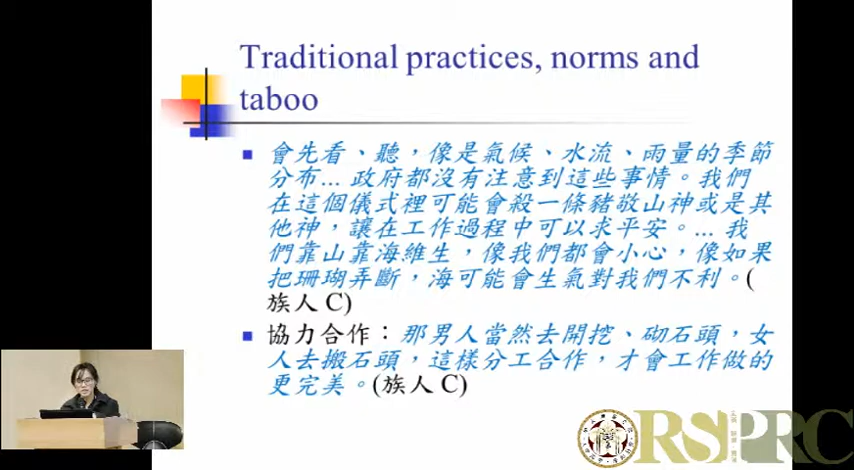 Traditional practices, norms and
taboo
會先看、聽，像是氣候、水流、雨量的季節
分布... 政府都沒有注意到這些事情。我們
在這個儀式裡可能會殺一條豬敬山神或是其
他神，讓在工作過程中可以求平安。... 我
們靠山靠海維生，像我們都會小心，像如果
把珊瑚弄斷，海可能會生氣對我們不利。(
族人 C)
協力合作：那男人當然去開挖、砌石頭，女
人去搬石頭，這樣分工合作，才會工作做的
更完美。(族人 C)
RSPRC